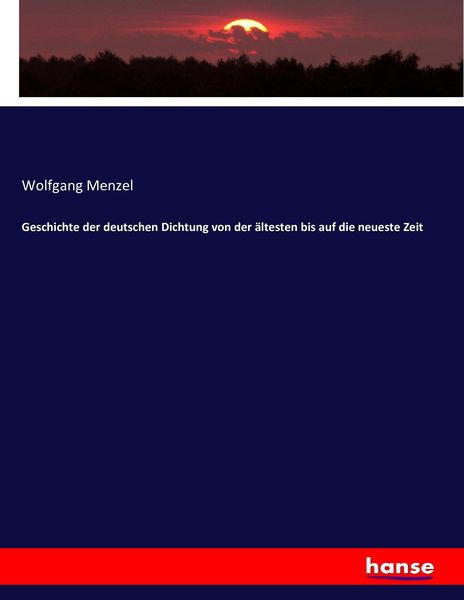 Wolfgang Menzel
Geschichte der deutschen Dichtung von der ältesten bis auf die neueste Zeit
hanse